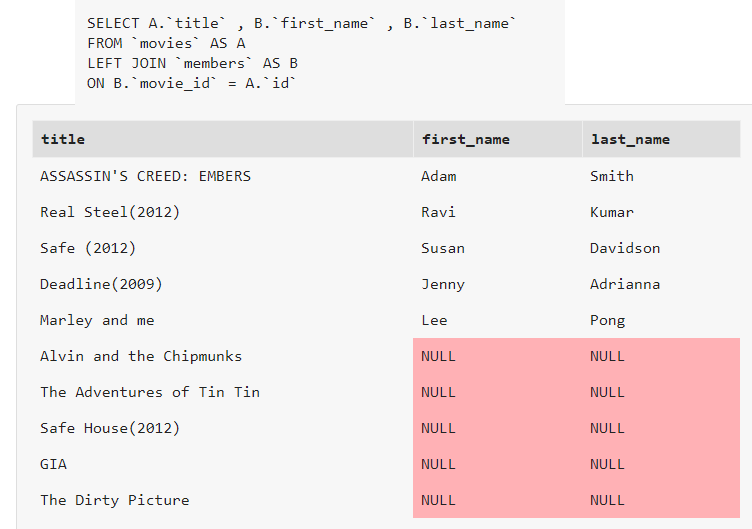 SELECT A.`title` , B.`first_name` , B.`last_name`
FROM `movies` AS A
LEFT JOIN `members` AS B
ON B.`movie_id` = A.`id`
title first_name last_name
ASSASSIN'S CREED: EMBERS Adam Smith
Real Steel(2012) Ravi Kumar
Safe (2012) Susan Davidson
Deadline(2009) Jenny Adrianna
Marley and me Lee Pong
Alvin and the Chipmunks NULL NULL
The Adventures of Tin Tin NULL NULL
Safe House(2012) NULL NULL
GIA NULL NULL
The Dirty Picture NULL NULL